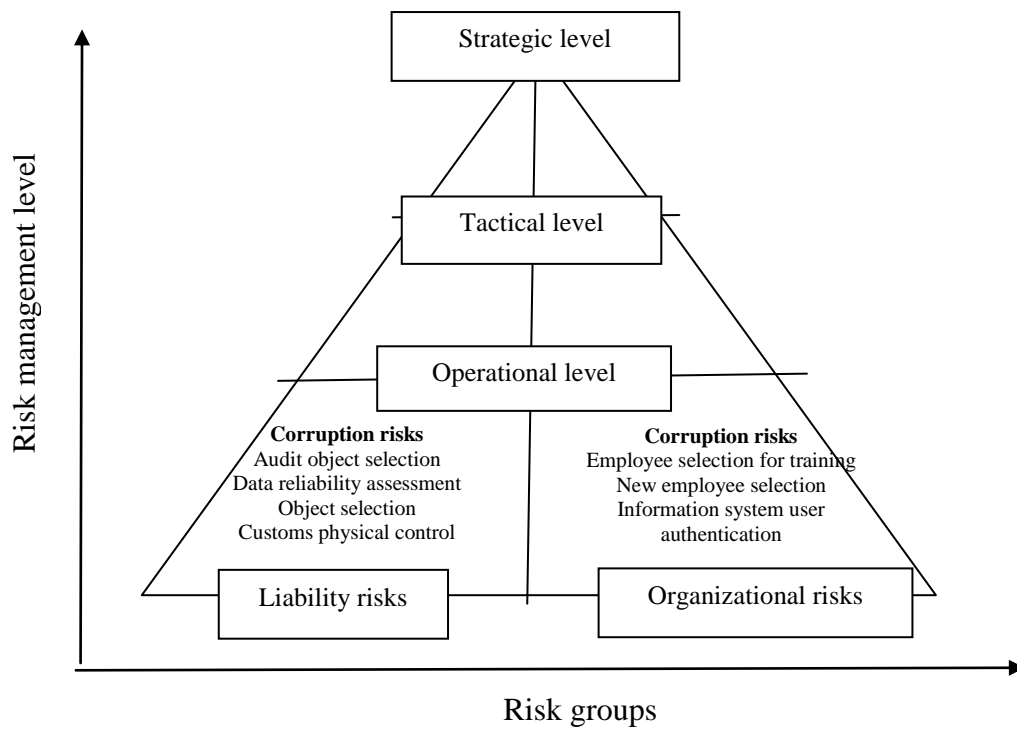 Strategic level
Risk management level
Tactical level
Operational level
Corruption risks
Audit object selection
Data reliability assessment
Object selection
Customs physical control
Corruption risks
Employee selection for training
New employee selection
Information system user
authentication
Liability risks
Organizational risks
Risk groups